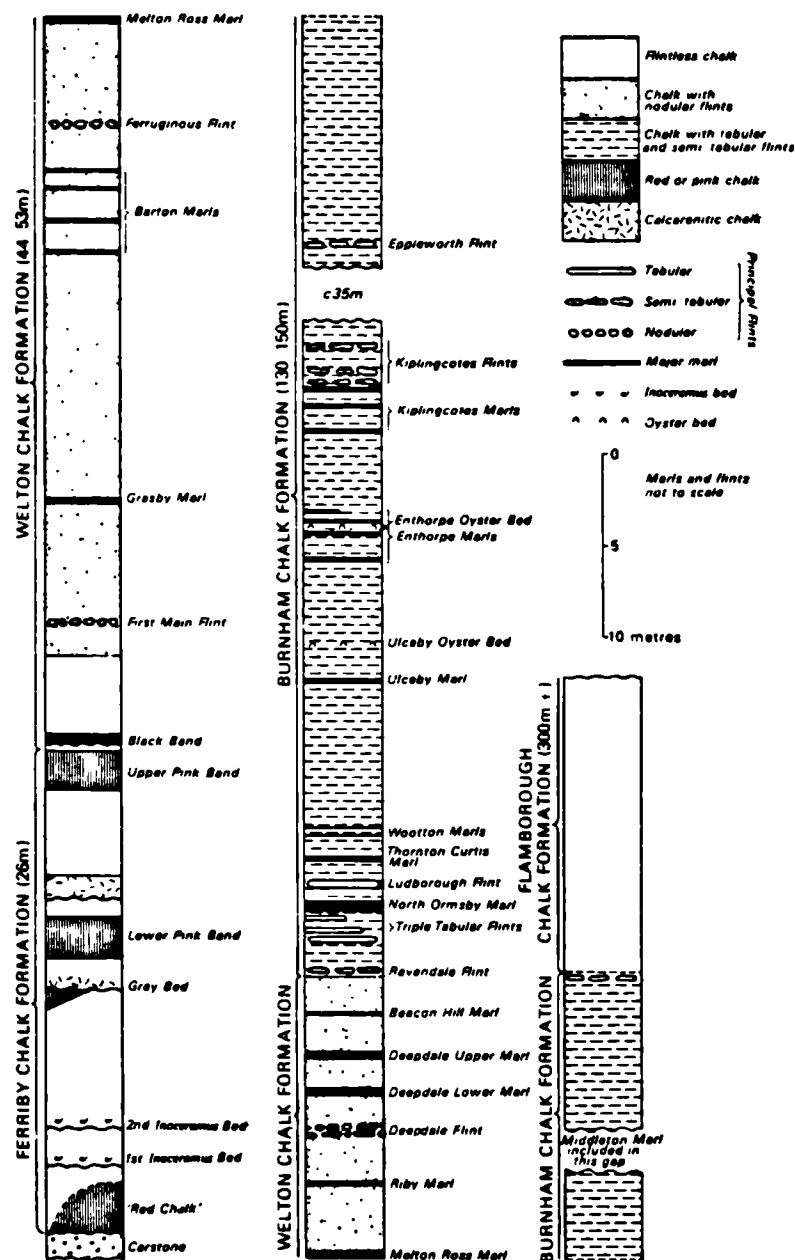 WELTON CHALK FORMATION (44 53m)
FERRIBY CHALK FORMATION (26m)
Melton Ross Marl
Ferruginous Flint
Barton Marls
Grasby Marl
First Main Flint
Black Band
Upper Pink Band
Lower Pink Band
Grey Bed
2nd Inoceramus Bed
1st Inoceramus Bed
'Red Chalk'
Carstone
BURNHAM CHALK FORMATION (130 150m)
WELTON CHALK FORMATION
Eppleworth Flint
c35m
Kiplingcotes Flints
Kiplingcotes Marls
Enthorpe Oyster Bed
Enthorpe Marls
Ulceby Oyster Bed
Ulceby Marl
Wootton Marls
Thornton Curtis
Marl
Ludborough Flint
North Ormsby Marl
Triple Tabular Flints
Ravendale Flint
Beacon Hill Marl
Deepdale Upper Marl
Deepdale Lower Marl
Deepdale Flint
Riby Marl
Melton Ross Marl
Flintless chalk
Chalk with
nodular flints
Chalk with tabular
and semi tabular flints
Red or pink chalk
Calcarenitic chalk
Tabular
Semi tabular
Nodular
Principal Flints
Major marl
Inoceramus bed
Oyster bed
0
Marls and flints
not to scale
5
10 metres
FLAMBOROUGH
CHALK FORMATION (300m +)
BURNHAM CHALK FORMATION
Middleton Marl
included in
this gap